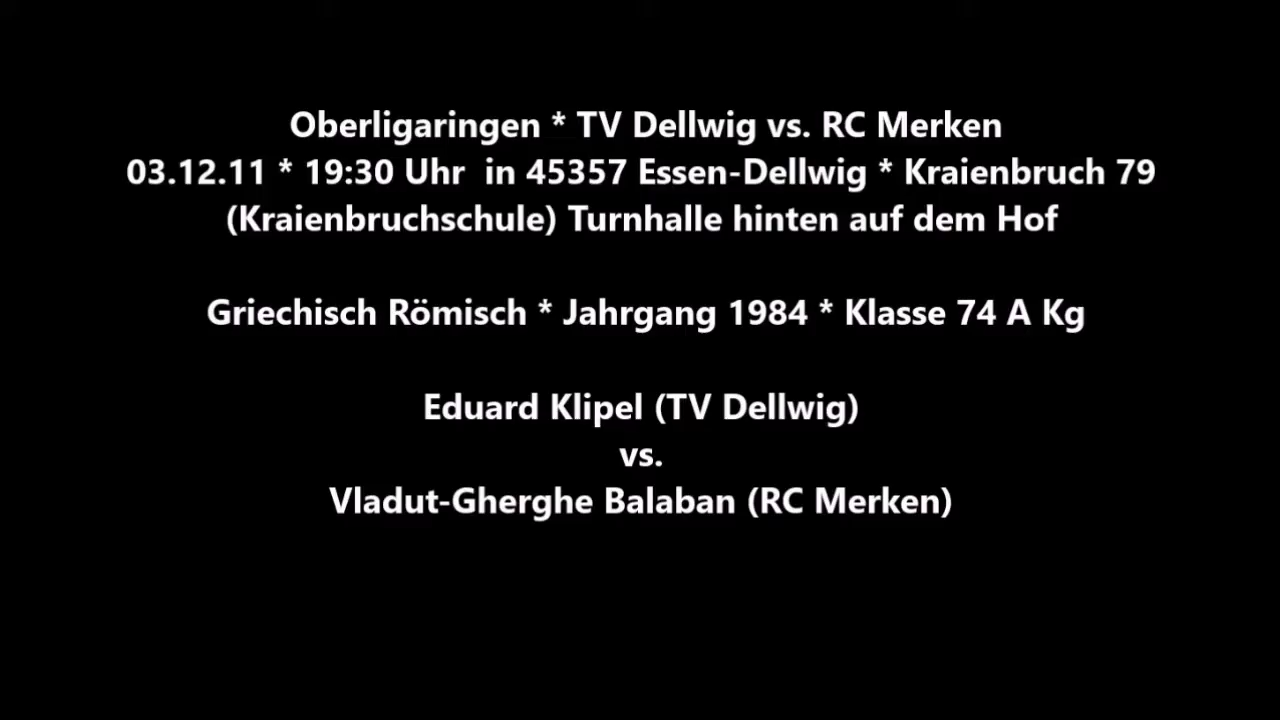 Oberligaringen * TV Dellwig vs. RC Merken
03.12.11 * 19:30 Uhr  in 45357 Essen-Dellwig * Kraienbruch 79
(Kraienbruchschule) Turnhalle hinten auf dem Hof
Griechisch Römisch * Jahrgang 1984 * Klasse 74 A Kg
Eduard Klipel (TV Dellwig)
vs.
Vladut-Gherghe Balaban (RC Merken)